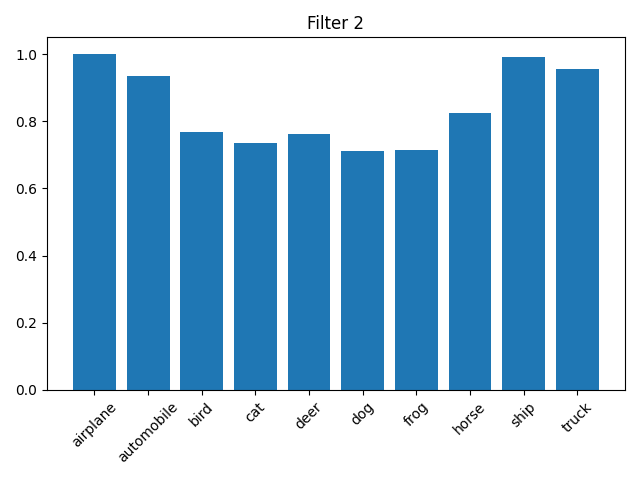 Filter 2
1.0
0.8
0.6
0.4
0.2
0.0
airplane
automobile
bird
cat
deer
dog
frog
horse
ship
truck